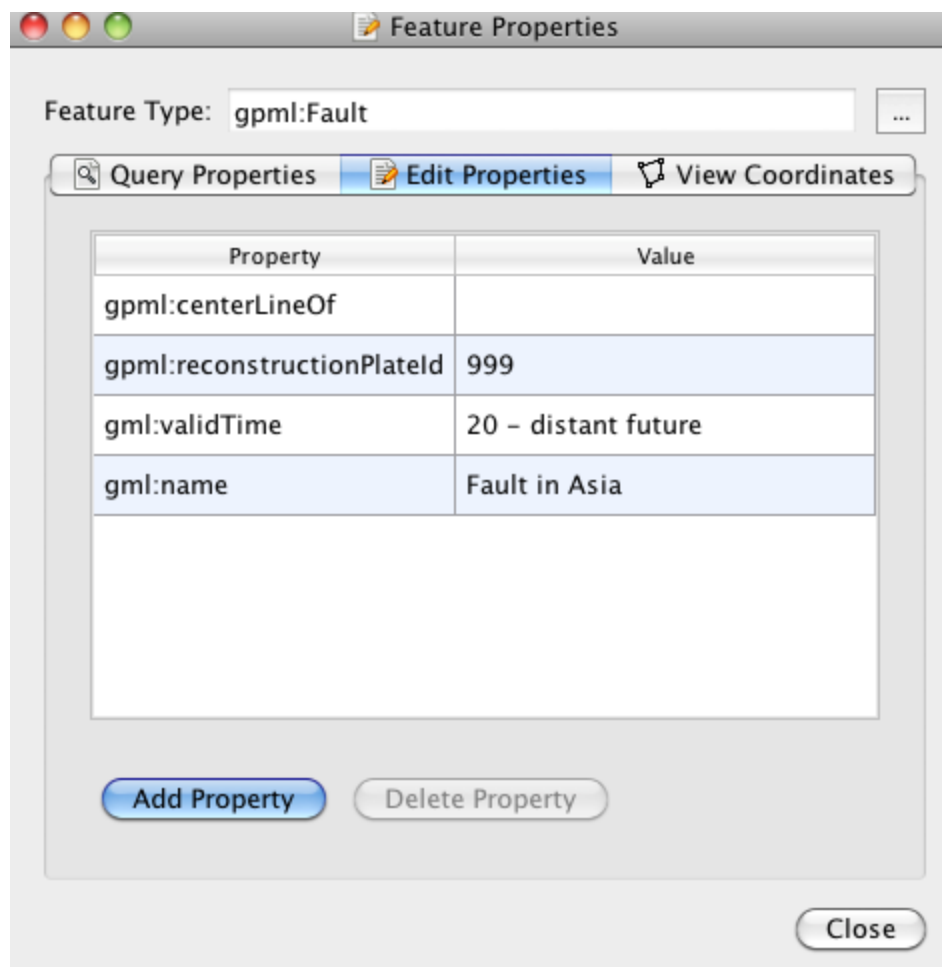 Feature Properties
Feature Type: gpml:Fault ...
Query Properties Edit Properties View Coordinates
Property Value
gpml:centerLineOf
gpml:reconstructionPlateId 999
gml:validTime 20 – distant future
gml:name Fault in Asia
Add Property Delete Property
Close